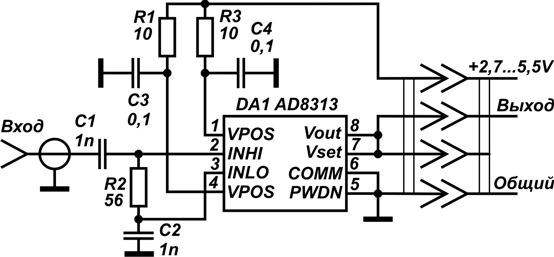 R1
10
R3
10
C4
0,1
C3
0,1
+2,7...5,5V
DA1 AD8313
Вход
C1
1n
Выход
1 VPOS Vout 8
2 INHI Vset 7
3 INLO COMM 6
4 VPOS PWDN 5
R2
56
Общий
C2
1n